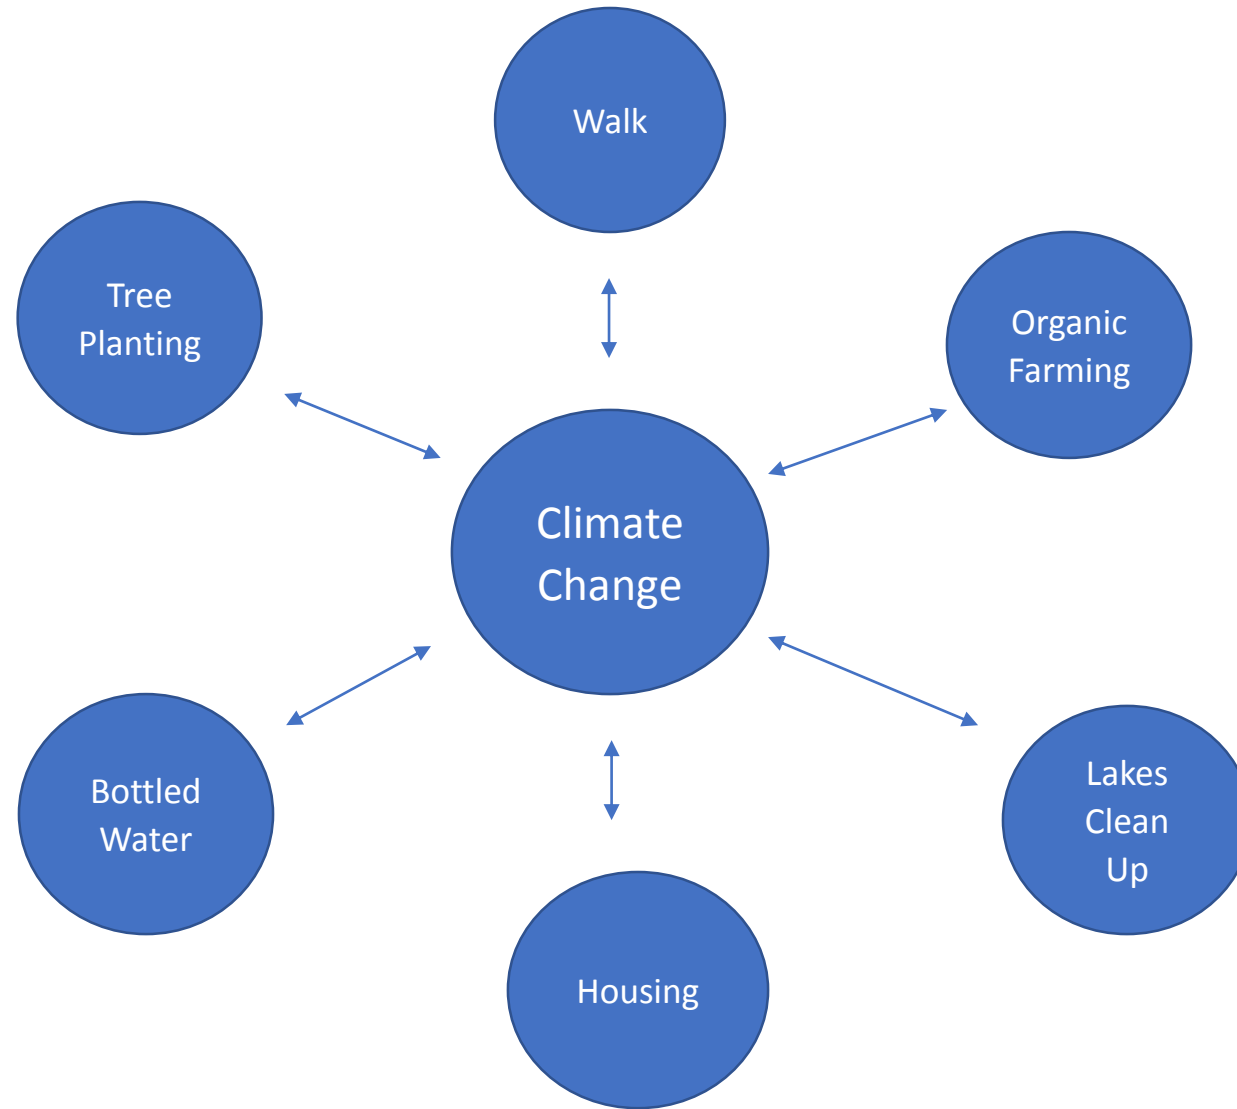 Walk
Tree
Planting
Organic
Farming
Climate
Change
Bottled
Water
Lakes
Clean
Up
Housing